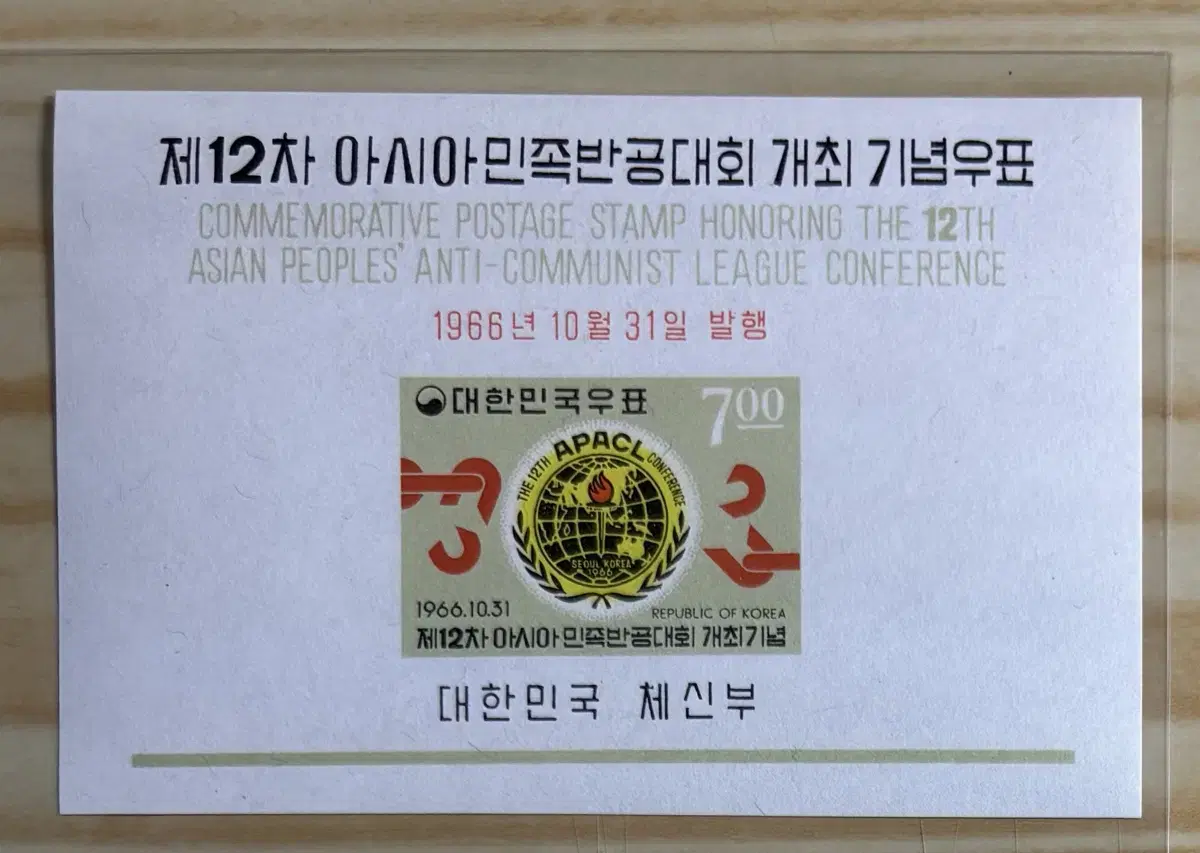 제12차 아시아민족반공대회 개최 기념우표
COMMEMORATIVE POSTAGE STAMP HONORING THE 12TH
ASIAN PEOPLES' ANTI-COMMUNIST LEAGUE CONFERENCE
1966년 10월 31일 발행
대한민국우표
700
THE 12TH APACL CONFERENCE
SEOUL KOREA
1966
1966.10.31
REPUBLIC OF KOREA
제12차 아시아민족반공대회 개최기념
대한민국 체신부